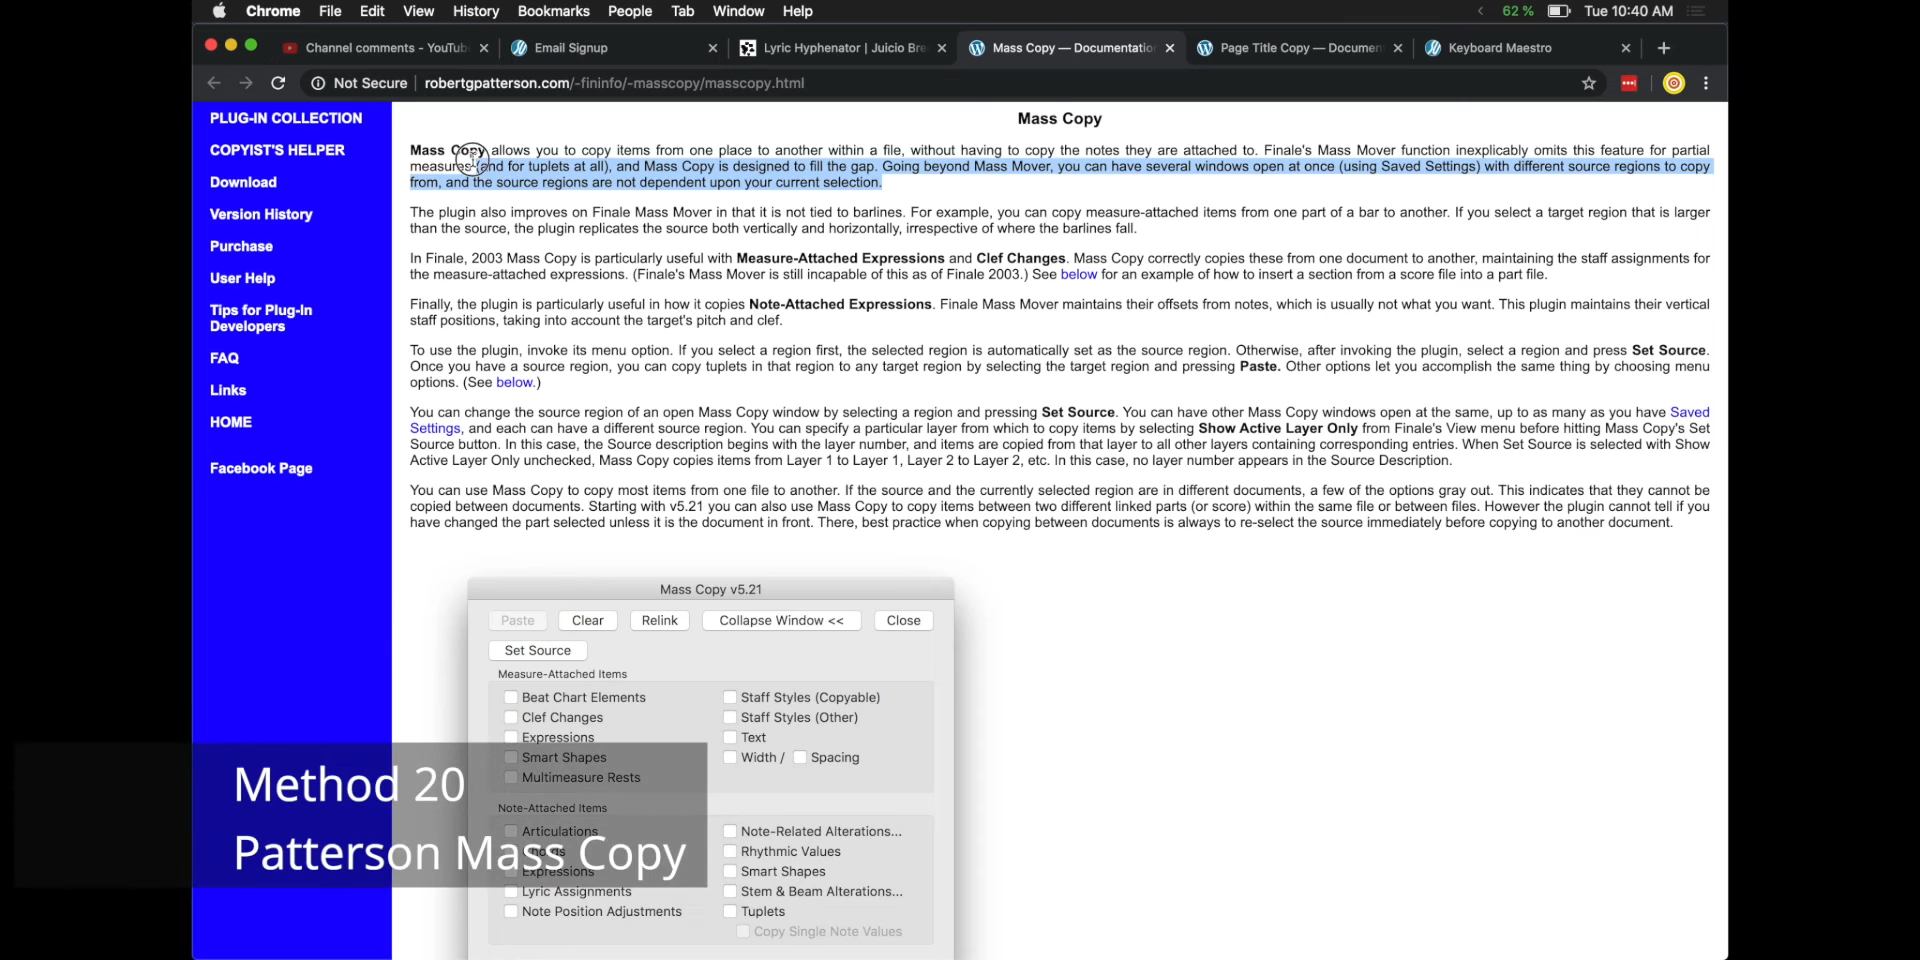 Chrome File Edit View History Bookmarks People Tab Window Help 62 % Tue 10:40 AM
Channel comments - YouTub Email Signup Lyric Hyphenator | Juicio Bre Mass Copy — Documentatio Page Title Copy — Documen Keyboard Maestro
Not Secure robertgpatterson.com/-fininfo/-masscopy/masscopy.html
PLUG-IN COLLECTION
COPYIST'S HELPER
Download
Version History
Purchase
User Help
Tips for Plug-In
Developers
FAQ
Links
HOME
Facebook Page
Mass Copy
Mass Copy allows you to copy items from one place to another within a file, without having to copy the notes they are attached to. Finale's Mass Mover function inexplicably omits this feature for partial
measures (and for tuplets at all), and Mass Copy is designed to fill the gap. Going beyond Mass Mover, you can have several windows open at once (using Saved Settings) with different source regions to copy
from, and the source regions are not dependent upon your current selection.
The plugin also improves on Finale Mass Mover in that it is not tied to barlines. For example, you can copy measure-attached items from one part of a bar to another. If you select a target region that is larger
than the source, the plugin replicates the source both vertically and horizontally, irrespective of where the barlines fall.
In Finale, 2003 Mass Copy is particularly useful with Measure-Attached Expressions and Clef Changes. Mass Copy correctly copies these from one document to another, maintaining the staff assignments for
the measure-attached expressions. (Finale's Mass Mover is still incapable of this as of Finale 2003.) See below for an example of how to insert a section from a score file into a part file.
Finally, the plugin is particularly useful in how it copies Note-Attached Expressions. Finale Mass Mover maintains their offsets from notes, which is usually not what you want. This plugin maintains their vertical
staff positions, taking into account the target's pitch and clef.
To use the plugin, invoke its menu option. If you select a region first, the selected region is automatically set as the source region. Otherwise, after invoking the plugin, select a region and press Set Source.
Once you have a source region, you can copy tuplets in that region to any target region by selecting the target region and pressing Paste. Other options let you accomplish the same thing by choosing menu
options. (See below.)
You can change the source region of an open Mass Copy window by selecting a region and pressing Set Source. You can have other Mass Copy windows open at the same, up to as many as you have Saved
Settings, and each can have a different source region. You can specify a particular layer from which to copy items by selecting Show Active Layer Only from Finale's View menu before hitting Mass Copy's Set
Source button. In this case, the Source description begins with the layer number, and items are copied from that layer to all other layers containing corresponding entries. When Set Source is selected with Show
Active Layer Only unchecked, Mass Copy copies items from Layer 1 to Layer 1, Layer 2 to Layer 2, etc. In this case, no layer number appears in the Source Description.
You can use Mass Copy to copy most items from one file to another. If the source and the currently selected region are in different documents, a few of the options gray out. This indicates that they cannot be
copied between documents. Starting with v5.21 you can also use Mass Copy to copy items between two different linked parts (or score) within the same file or between files. However the plugin cannot tell if you
have changed the part selected unless it is the document in front. There, best practice when copying between documents is always to re-select the source immediately before copying to another document.
Mass Copy v5.21
Paste Clear Relink Collapse Window << Close
Set Source
Measure-Attached Items
Beat Chart Elements Staff Styles (Copyable)
Clef Changes Staff Styles (Other)
Expressions Text
Smart Shapes Width / Spacing
Multimeasure Rests
Note-Attached Items
Articulations Note-Related Alterations...
Chords Rhythmic Values
Expressions Smart Shapes
Lyric Assignments Stem & Beam Alterations...
Note Position Adjustments Tuplets
Copy Single Note Values
Method 20
Patterson Mass Copy